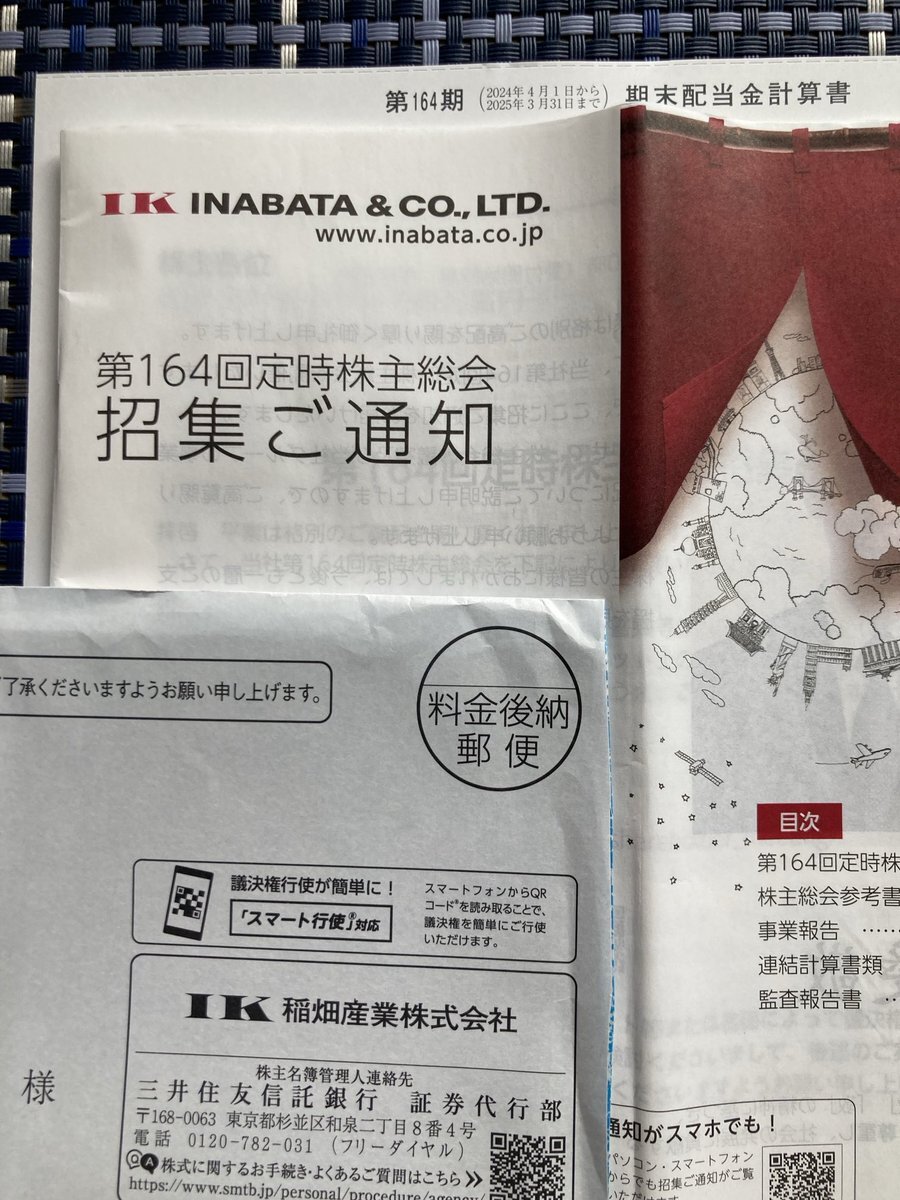 第164期 (2024年4月1日から 2025年3月31日まで) 期末配当金計算書
IK INABATA & CO., LTD.
www.inabata.co.jp
第164回定時株主総会
招集ご通知
了承くださいますようお願い申し上げます。
料金後納
郵便
議決権行使が簡単に！
「スマート行使®」対応
スマートフォンからQR
コード®を読み取ることで、
議決権を簡単にご行使
いただけます。
IK 稲畑産業株式会社
株主名簿管理人連絡先
三井住友信託銀行 証券代行部
〒168-0063 東京都杉並区和泉二丁目8番4号
電話 0120-782-031 (フリーダイヤル)
QA 株式に関するお手続き・よくあるご質問はこちら
https://www.smtb.jp/personal/procedure/agency/
様
目次
第164回定時株
株主総会参考書
事業報告 ……
連結計算書類
監査報告書 …
通知がスマホでも！
パソコン・スマートフォン
からでも招集ご通知がご覧
いただけます